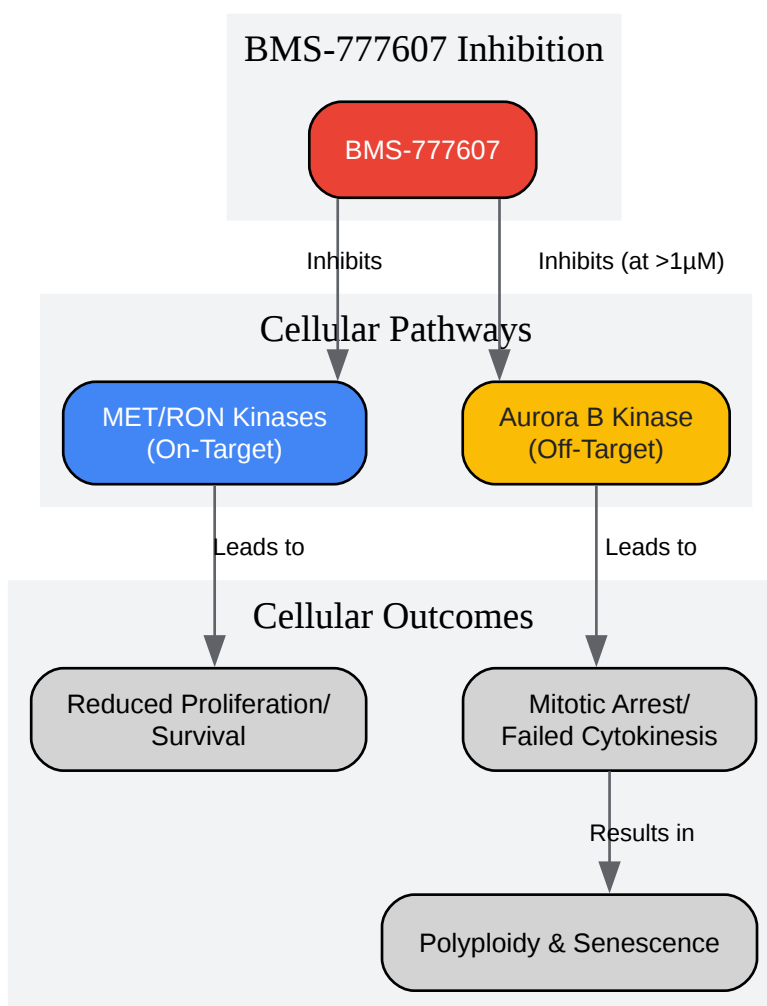 BMS-777607 Inhibition
BMS-777607
Inhibits
Inhibits (at >1µM)
Cellular Pathways
MET/RON Kinases
(On-Target)
Aurora B Kinase
(Off-Target)
Leads to
Leads to
Cellular Outcomes
Reduced Proliferation/
Survival
Mitotic Arrest/
Failed Cytokinesis
Results in
Polyploidy & Senescence